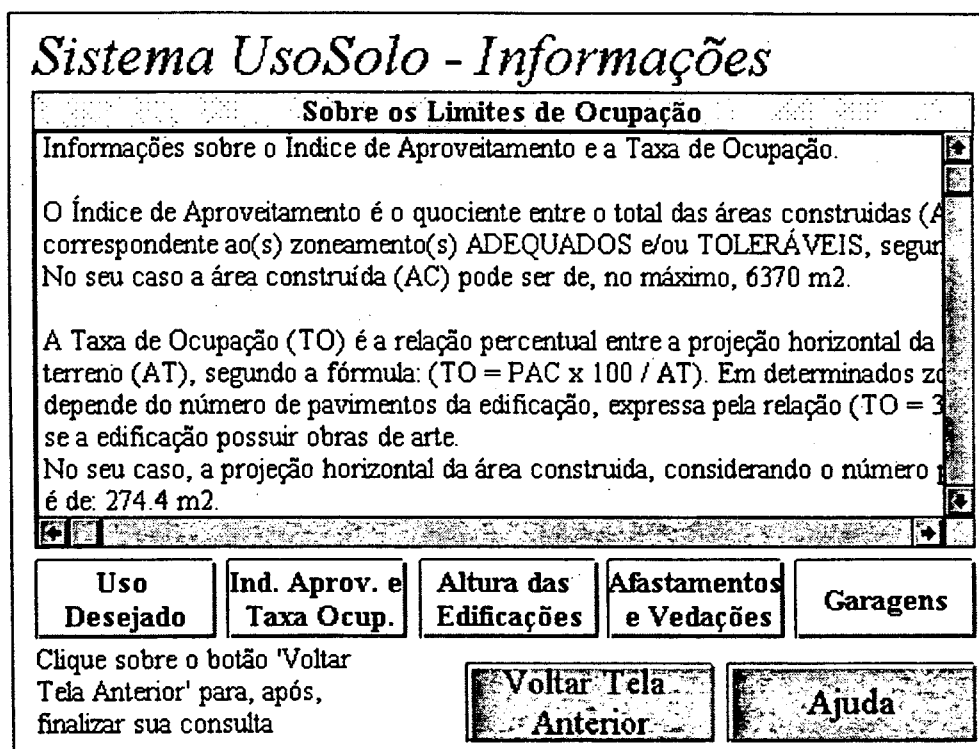 Sistema UsoSolo - Informações
Sobre os Limites de Ocupação
Informações sobre o Índice de Aproveitamento e a Taxa de Ocupação.
O Índice de Aproveitamento é o quociente entre o total das áreas construidas (A
correspondente ao(s) zoneamento(s) ADEQUADOS e/ou TOLERÁVEIS, segun
No seu caso a área construída (AC) pode ser de, no máximo, 6370 m2.
A Taxa de Ocupação (TO) é a relação percentual entre a projeção horizontal da
terreno (AT), segundo a fórmula: (TO = PAC x 100 / AT). Em determinados zo
depende do número de pavimentos da edificação, expressa pela relação (TO = 3
se a edificação possuir obras de arte.
No seu caso, a projeção horizontal da área construida, considerando o número p
é de: 274.4 m2.
Uso
Desejado
Ind. Aprov. e
Taxa Ocup.
Altura das
Edificações
Afastamentos
e Vedações
Garagens
Clique sobre o botão 'Voltar
Tela Anterior' para, após,
finalizar sua consulta
Voltar Tela
Anterior
Ajuda